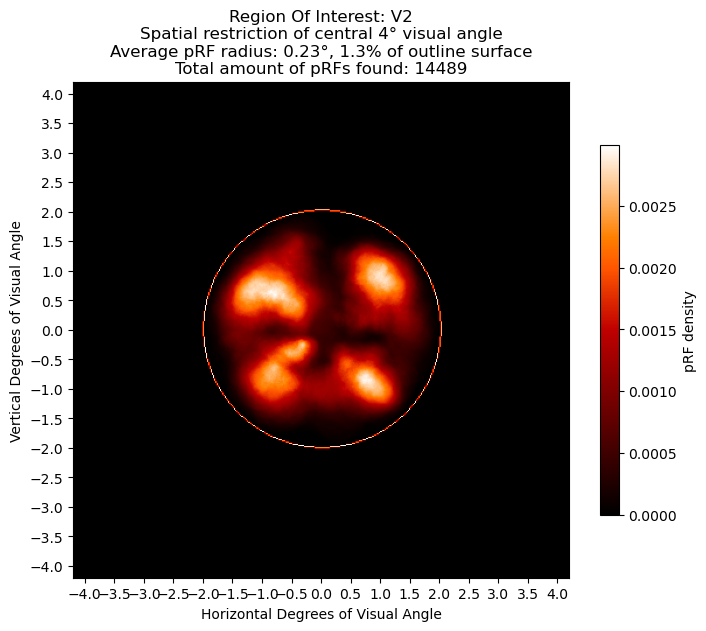 Region Of Interest: V2
Spatial restriction of central 4° visual angle
Average pRF radius: 0.23°, 1.3% of outline surface
Total amount of pRFs found: 14489
4.0
3.5
3.0
2.5
2.0
1.5
1.0
0.5
0.0
−0.5
−1.0
−1.5
−2.0
−2.5
−3.0
−3.5
−4.0
Vertical Degrees of Visual Angle
−4.0−3.5−3.0−2.5−2.0−1.5−1.0−0.5 0.0 0.5 1.0 1.5 2.0 2.5 3.0 3.5 4.0
Horizontal Degrees of Visual Angle
0.0025
0.0020
0.0015
0.0010
0.0005
0.0000
pRF density